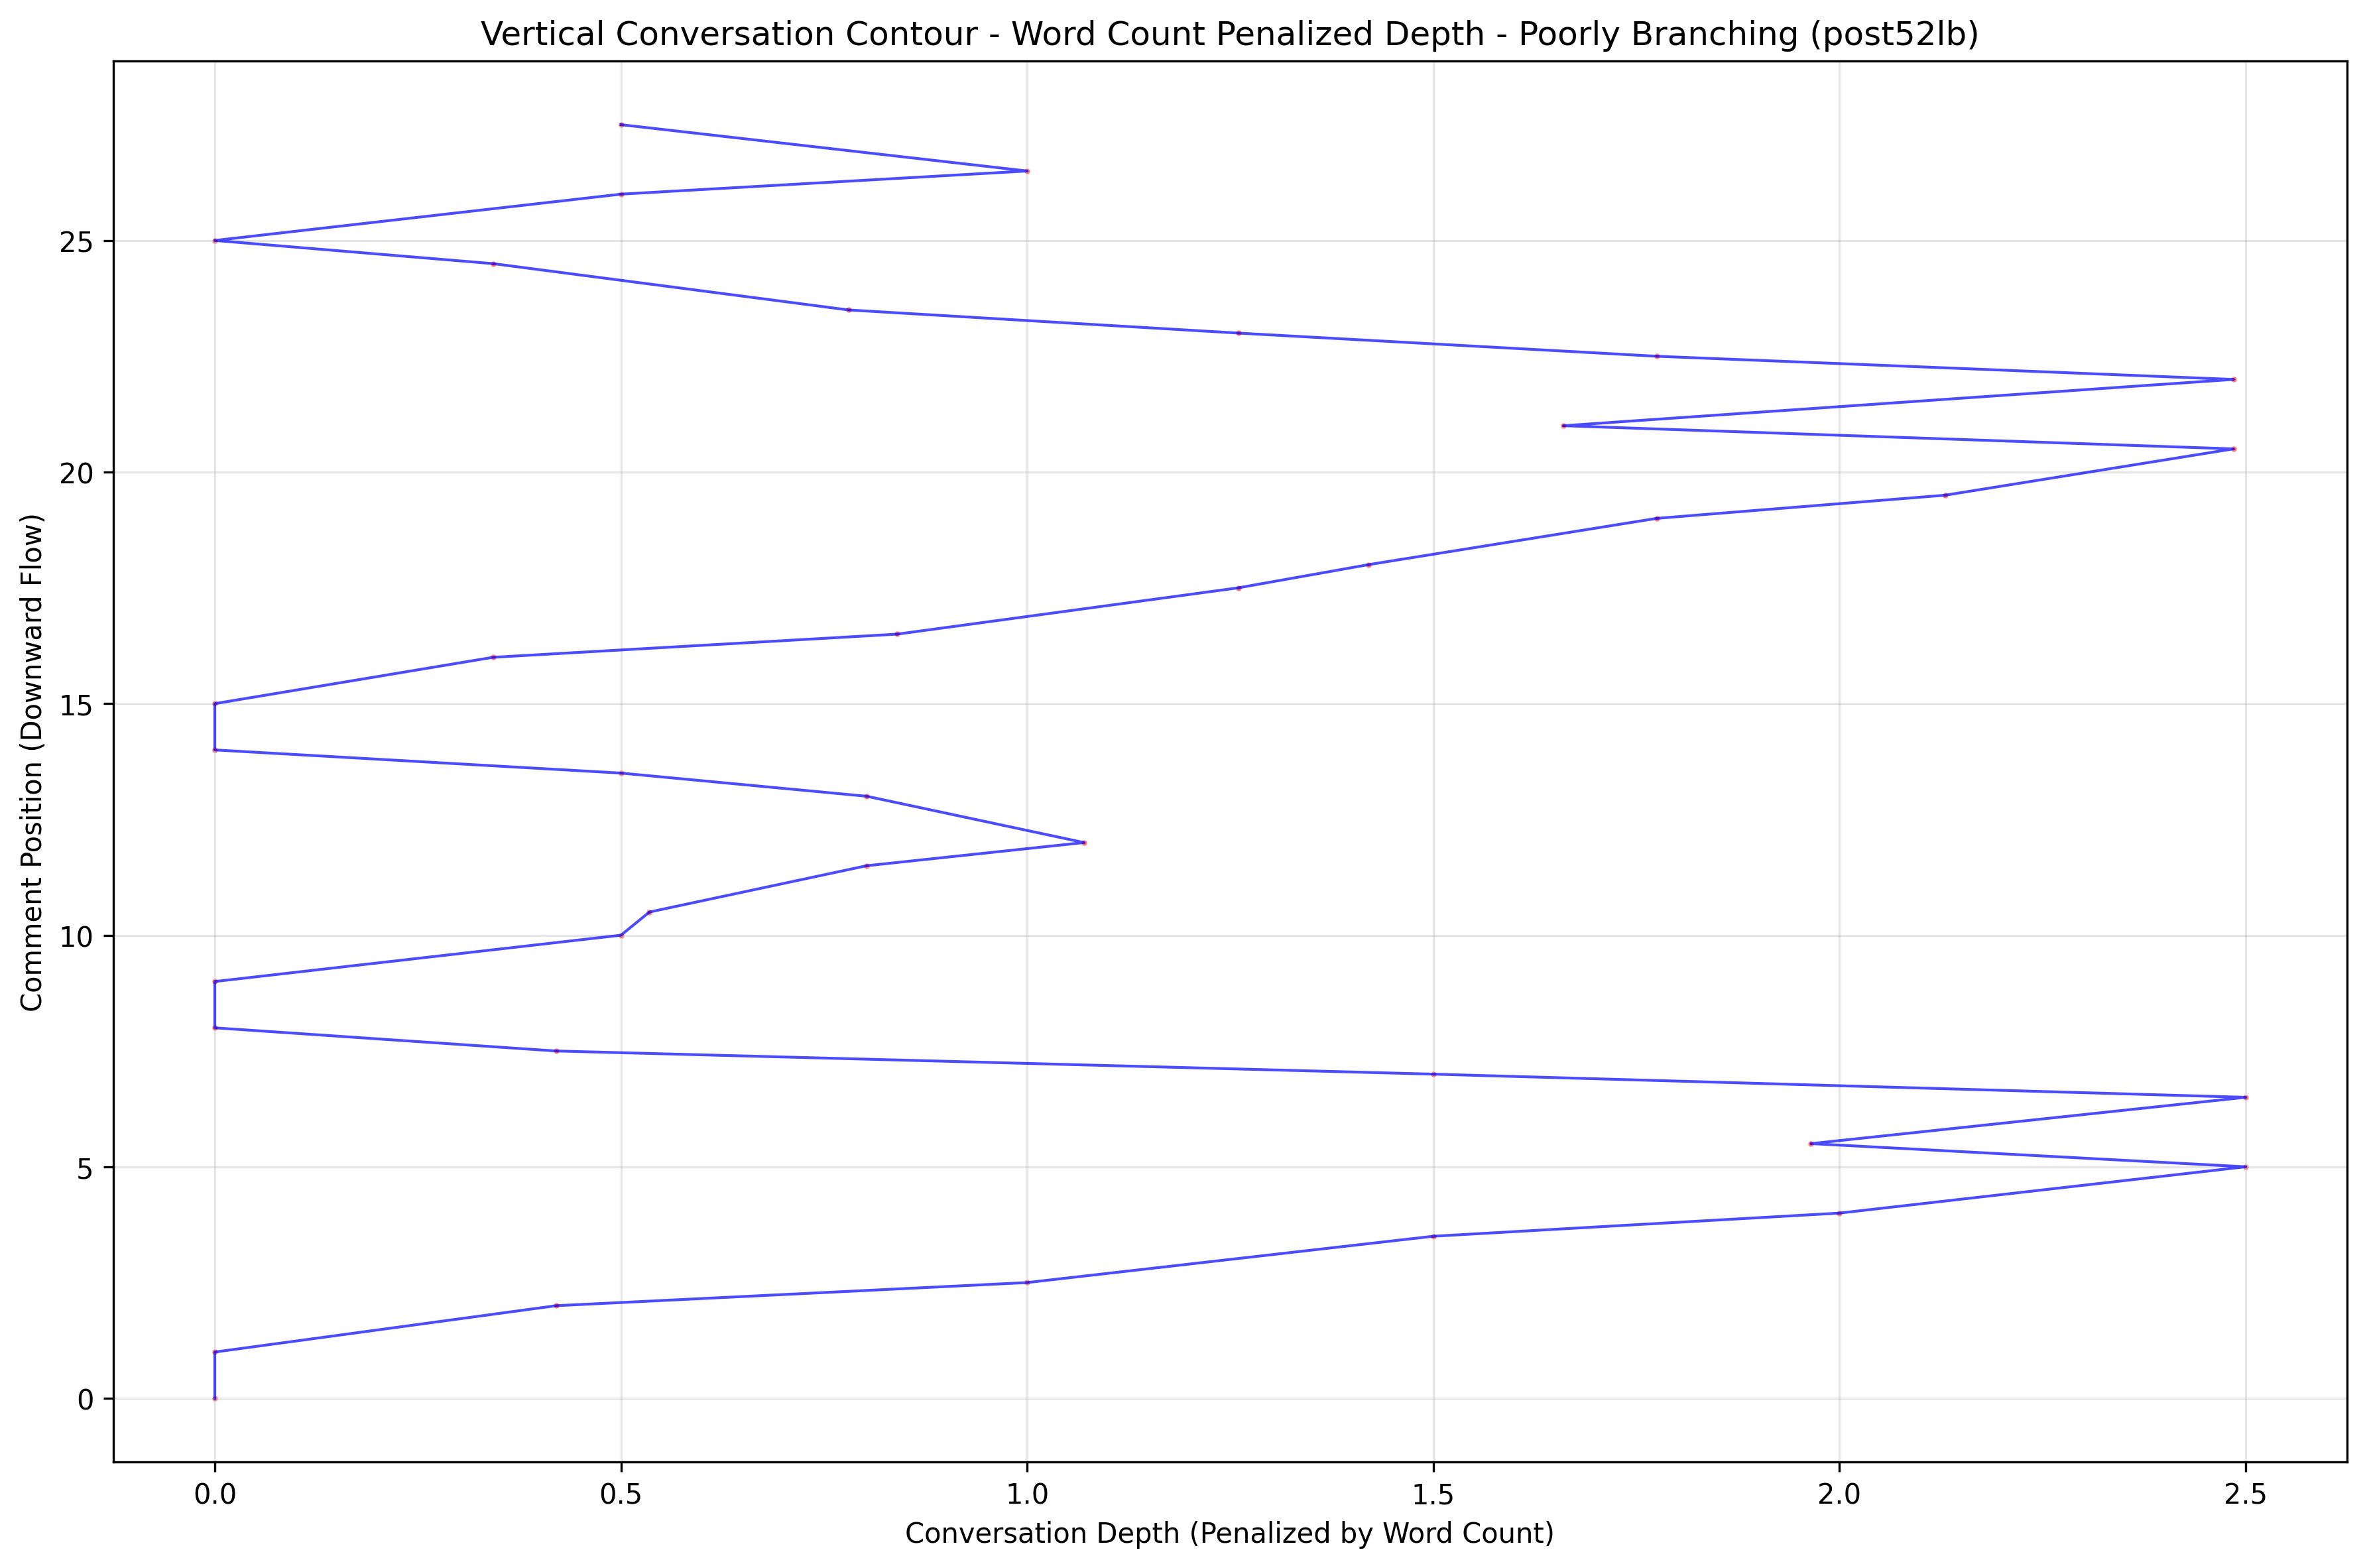 Vertical Conversation Contour - Word Count Penalized Depth - Poorly Branching (post52lb)
Comment Position (Downward Flow)
25
20
15
10
5
0
0.0 0.5 1.0 1.5 2.0 2.5
Conversation Depth (Penalized by Word Count)